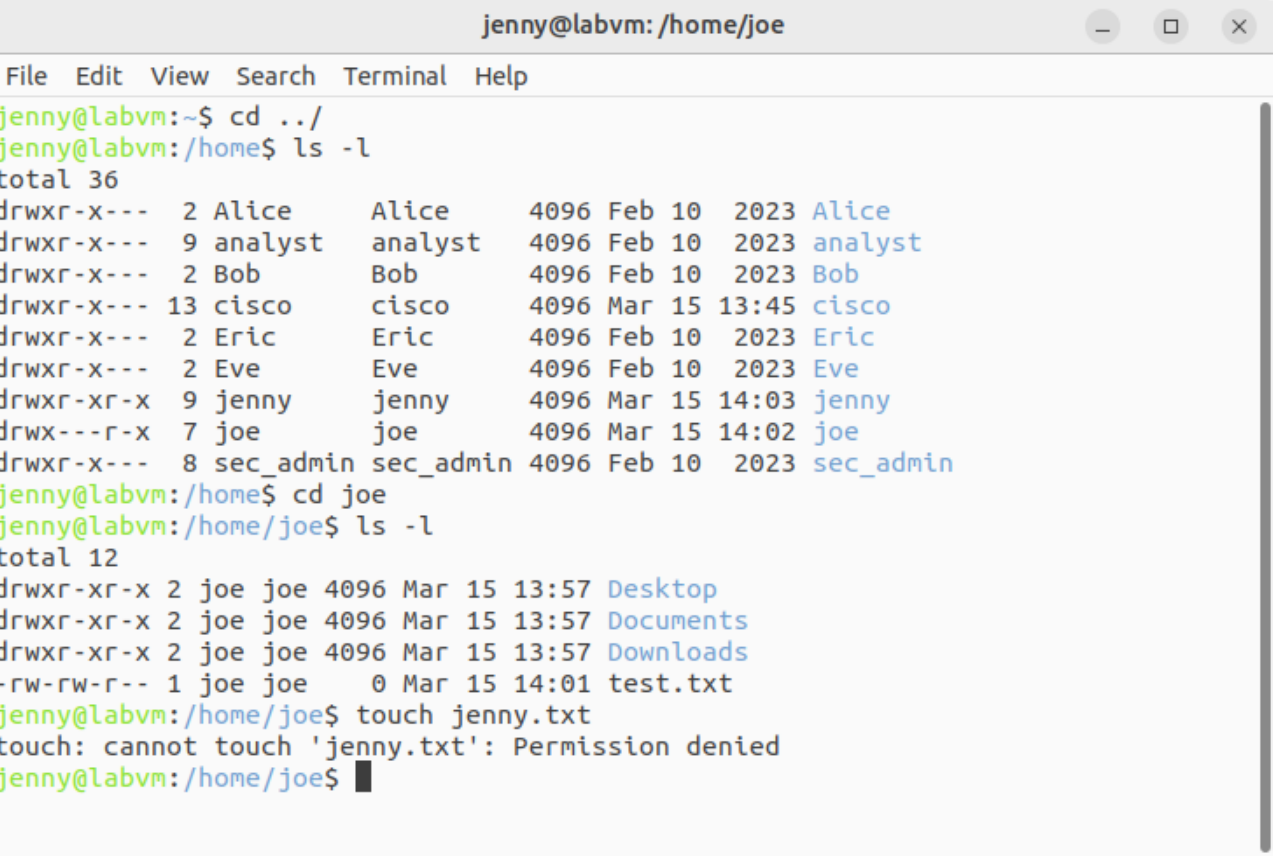 jenny@labvm: /home/joe
File Edit View Search Terminal Help
jenny@labvm:~$ cd ../
jenny@labvm:/home$ ls -l
total 36
drwxr-x---  2 Alice     Alice     4096 Feb 10  2023 Alice
drwxr-x---  9 analyst   analyst   4096 Feb 10  2023 analyst
drwxr-x---  2 Bob       Bob       4096 Feb 10  2023 Bob
drwxr-x--- 13 cisco     cisco     4096 Mar 15 13:45 cisco
drwxr-x---  2 Eric      Eric      4096 Feb 10  2023 Eric
drwxr-x---  2 Eve       Eve       4096 Feb 10  2023 Eve
drwxr-xr-x  9 jenny     jenny     4096 Mar 15 14:03 jenny
drwx---r-x  7 joe       joe       4096 Mar 15 14:02 joe
drwxr-x---  8 sec_admin sec_admin 4096 Feb 10  2023 sec_admin
jenny@labvm:/home$ cd joe
jenny@labvm:/home/joe$ ls -l
total 12
drwxr-xr-x 2 joe joe 4096 Mar 15 13:57 Desktop
drwxr-xr-x 2 joe joe 4096 Mar 15 13:57 Documents
drwxr-xr-x 2 joe joe 4096 Mar 15 13:57 Downloads
-rw-rw-r-- 1 joe joe    0 Mar 15 14:01 test.txt
jenny@labvm:/home/joe$ touch jenny.txt
touch: cannot touch 'jenny.txt': Permission denied
jenny@labvm:/home/joe$